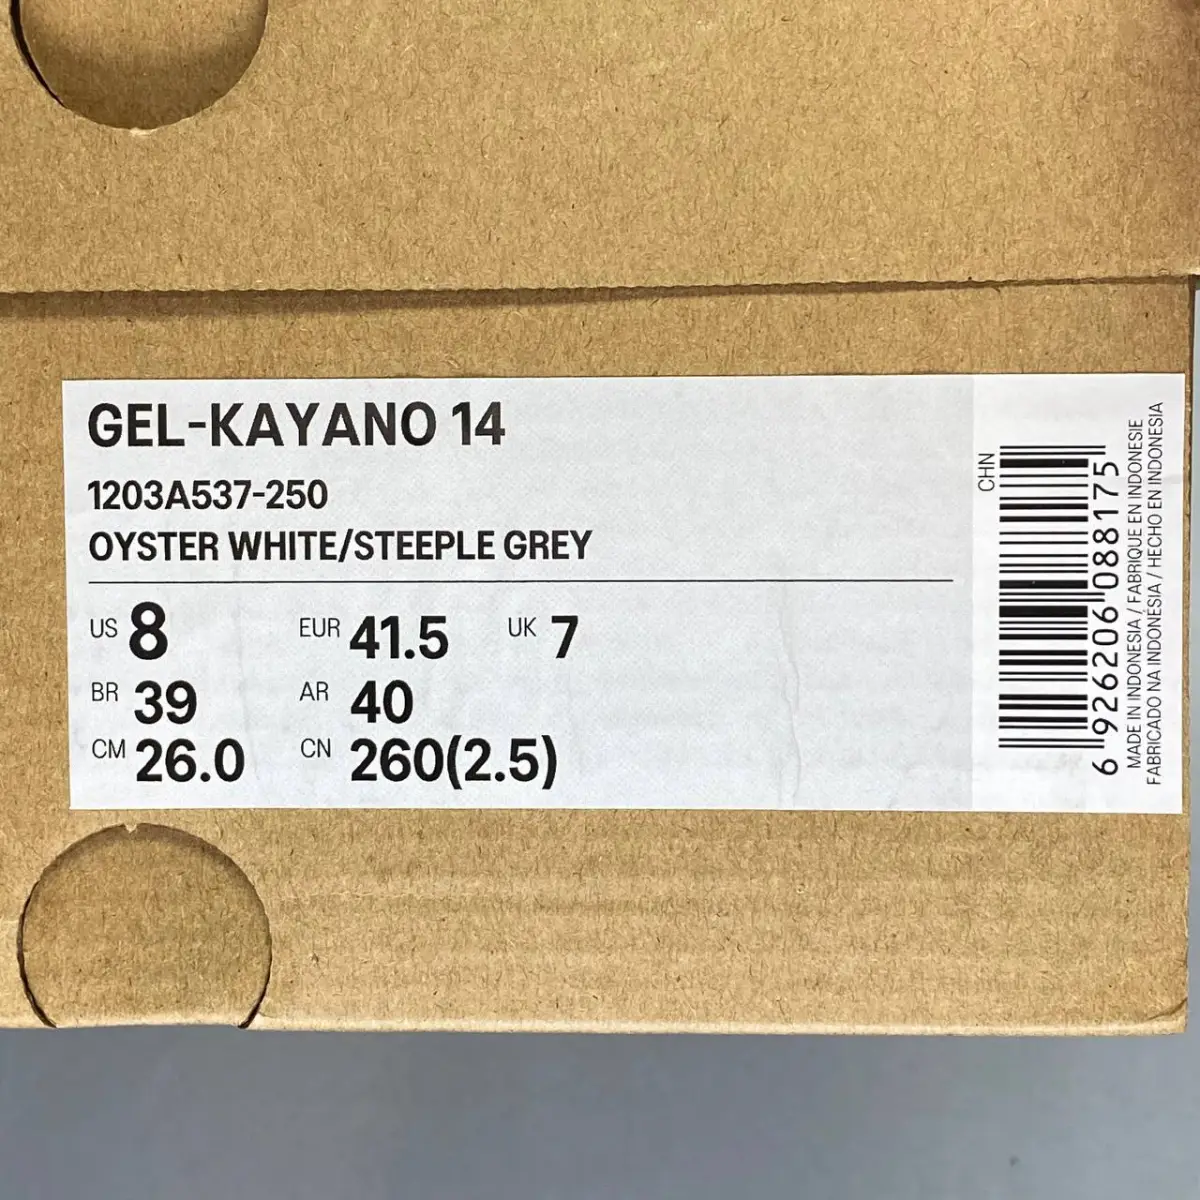 GEL-KAYANO 14
1203A537-250
OYSTER WHITE/STEEPLE GREY
US 8 EUR 41.5 UK 7
BR 39 AR 40
CM 26.0 CN 260(2.5)
CHN
6 926206 088175
MADE IN INDONESIA / FABRIQUE EN INDONESIE
FABRICADO NA INDONÉSIA / HECHO EN INDONESIA